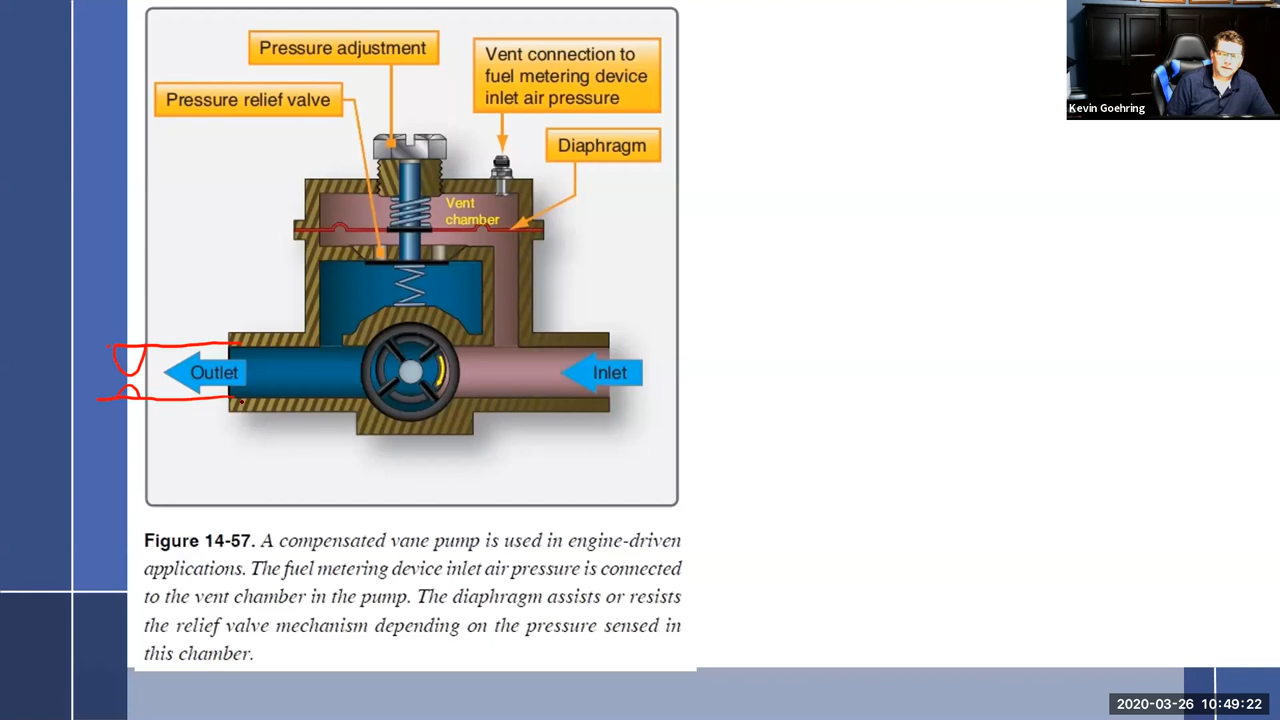 Pressure adjustment
Vent connection to
fuel metering device
inlet air pressure
Pressure relief valve
Diaphragm
Vent
chamber
Outlet
Inlet
Figure 14-57. A compensated vane pump is used in engine-driven
applications. The fuel metering device inlet air pressure is connected
to the vent chamber in the pump. The diaphragm assists or resists
the relief valve mechanism depending on the pressure sensed in
this chamber.
Kevin Goehring
2020-03-26 10:49:22